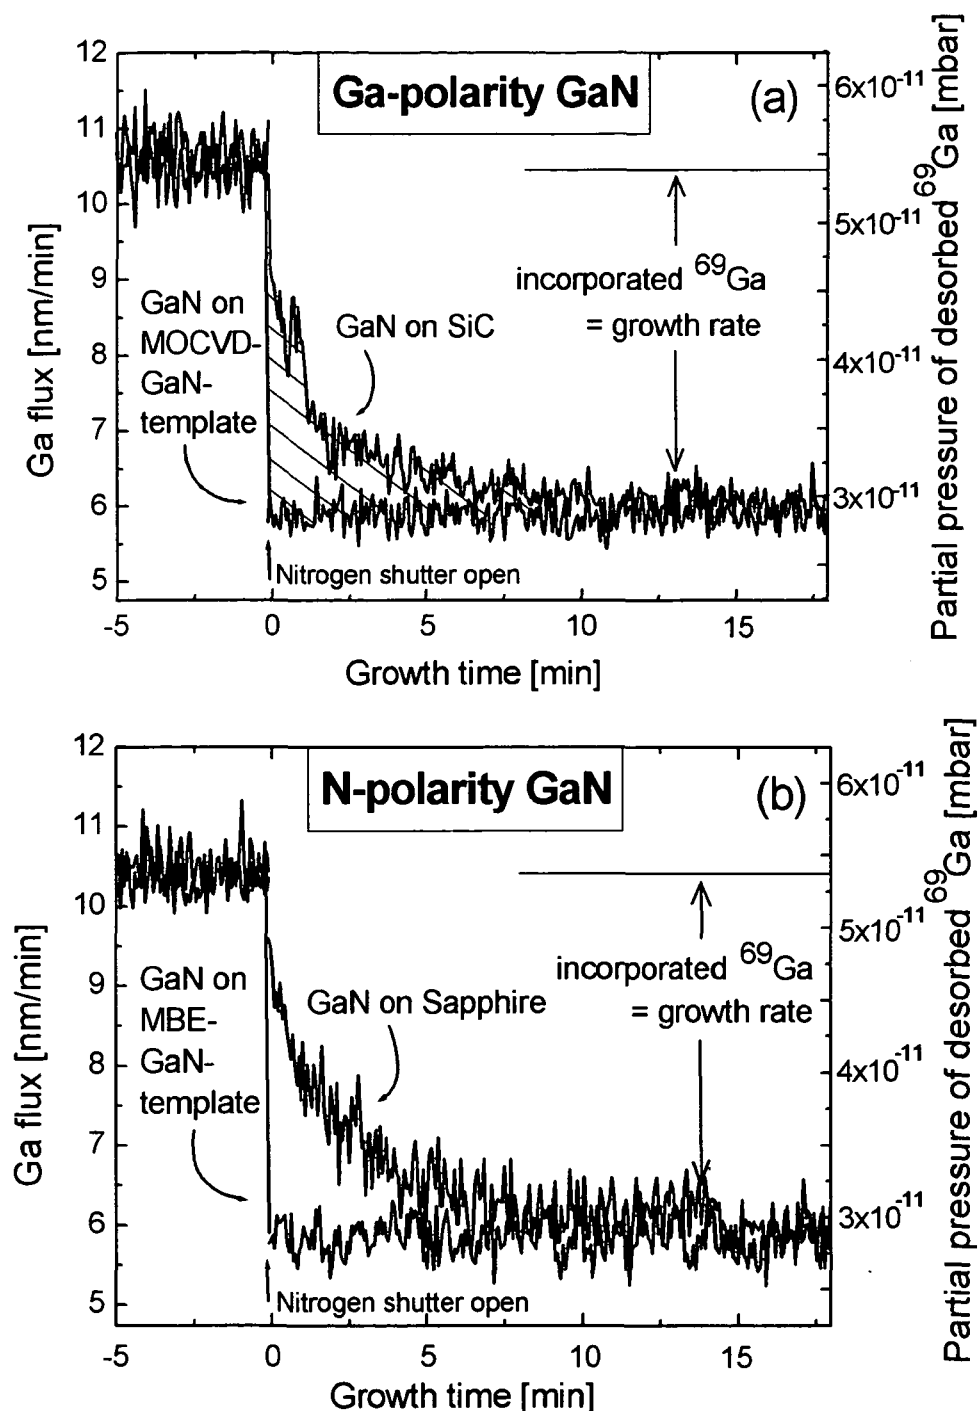 Ga-polarity GaN
(a)
12
11
10
9
8
7
6
5
Ga flux [nm/min]
6x10⁻¹¹
5x10⁻¹¹
4x10⁻¹¹
3x10⁻¹¹
Partial pressure of desorbed ⁶⁹Ga [mbar]
incorporated ⁶⁹Ga
= growth rate
GaN on
MOCVD-
GaN-
template
GaN on SiC
Nitrogen shutter open
-5 0 5 10 15
Growth time [min]
N-polarity GaN
(b)
12
11
10
9
8
7
6
5
Ga flux [nm/min]
6x10⁻¹¹
5x10⁻¹¹
4x10⁻¹¹
3x10⁻¹¹
Partial pressure of desorbed ⁶⁹Ga [mbar]
incorporated ⁶⁹Ga
= growth rate
GaN on
MBE-
GaN-
template
GaN on Sapphire
Nitrogen shutter open
-5 0 5 10 15
Growth time [min]